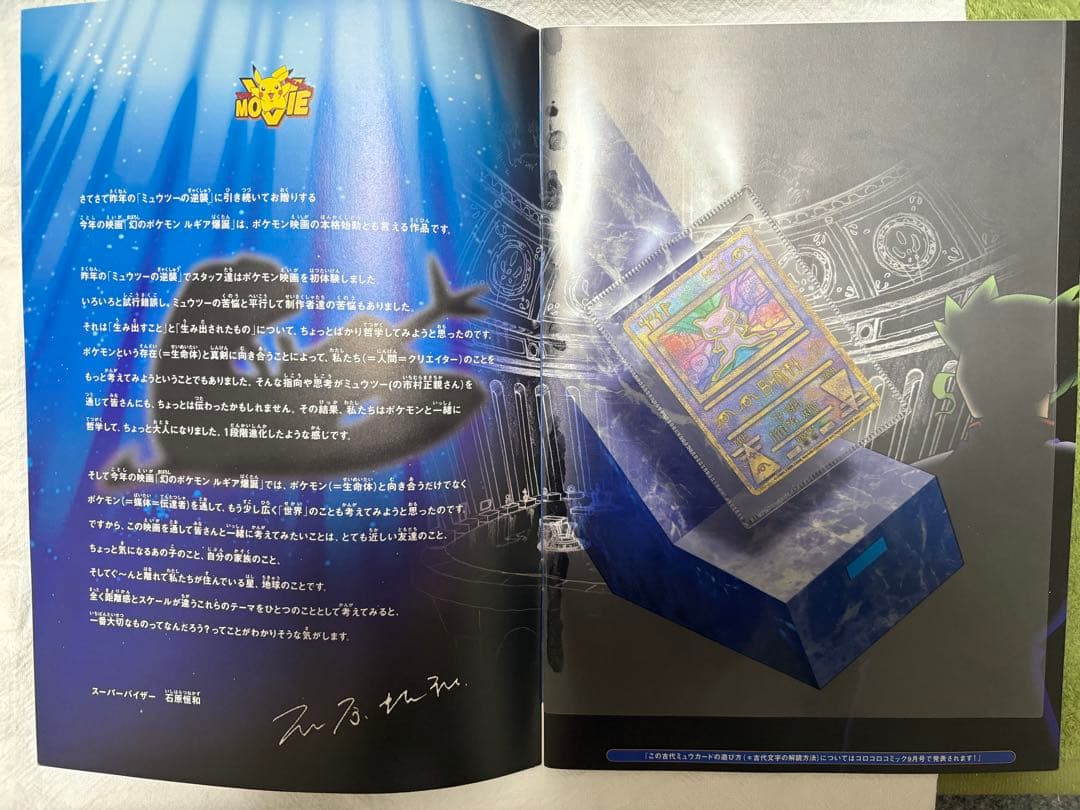 MOVIE
さてさて昨年の「ミュウツーの逆襲」に引き続いてお贈りする
今年の映画「幻のポケモン ルギア爆誕」は、ポケモン映画の本格始動とも言える作品です。
昨年の「ミュウツーの逆襲」でスタッフ達はポケモン映画を初体験しました。
いろいろと試行錯誤し、ミュウツーの苦悩と平行して制作者達の苦悩もありました。
それは「生み出すこと」と「生み出されたもの」について、ちょっとばかり哲学してみようと思ったのです。
ポケモンという存在(=生命体)と真剣に向き合うことによって、私たち(=人間=クリエイター)のことを
もっと考えてみようということでもありました。そんな指向や思考がミュウツー(の市村正親さん)を
通じて皆さんにも、ちょっとは伝わったかもしれません。その結果、私たちはポケモンと一緒に
哲学して、ちょっと大人になりました。1段階進化したような感じです。
そして今年の映画「幻のポケモン ルギア爆誕」では、ポケモン(=生命体)と向き合うだけでなく
ポケモン(=媒体=伝達者)を通して、もう少し広く「世界」のことも考えてみようと思ったのです。
ですから、この映画を通して皆さんと一緒に考えてみたいことは、とても近しい友達のこと、
ちょっと気になるあの子のこと、自分の家族のこと、
そしてぐ〜んと離れて私たちが住んでいる星、地球のことです。
全く距離感とスケールが違うこれらのテーマをひとつのこととして考えてみると、
一番大切なものってなんだろう?ってことがわかりそうな気がします。
スーパーバイザー 石原恒和
「この古代ミュウカードの遊び方(※古代文字の解読方法)についてはコロコロコミック9月号で発表されます!」